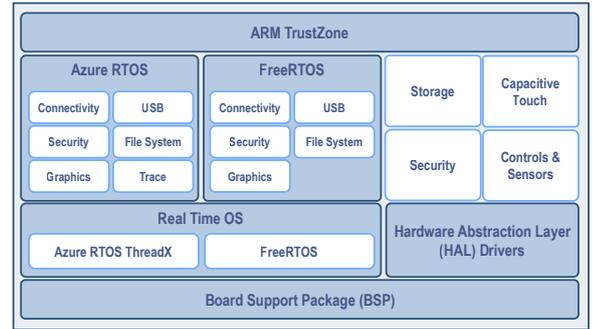 ARM TrustZone
Azure RTOS
Connectivity
USB
Security
File System
Graphics
Trace
FreeRTOS
Connectivity
USB
Security
File System
Graphics
Storage
Capacitive
Touch
Security
Controls &
Sensors
Real Time OS
Azure RTOS ThreadX
FreeRTOS
Hardware Abstraction Layer
(HAL) Drivers
Board Support Package (BSP)